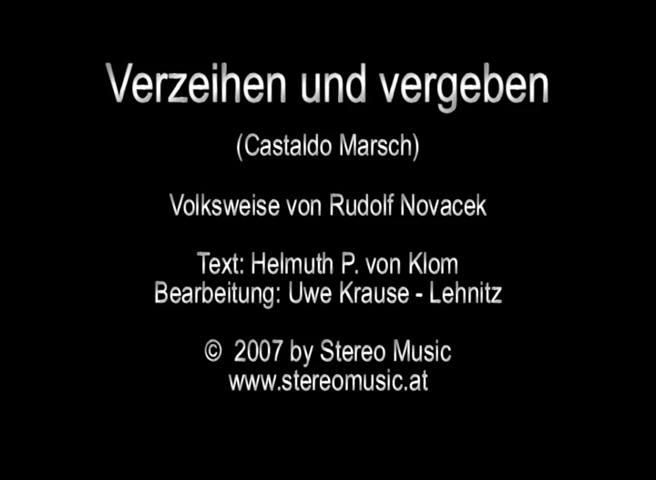 Verzeihen und vergeben
(Castaldo Marsch)
Volksweise von Rudolf Novacek
Text: Helmuth P. von Klom
Bearbeitung: Uwe Krause - Lehnitz
© 2007 by Stereo Music
www.stereomusic.at